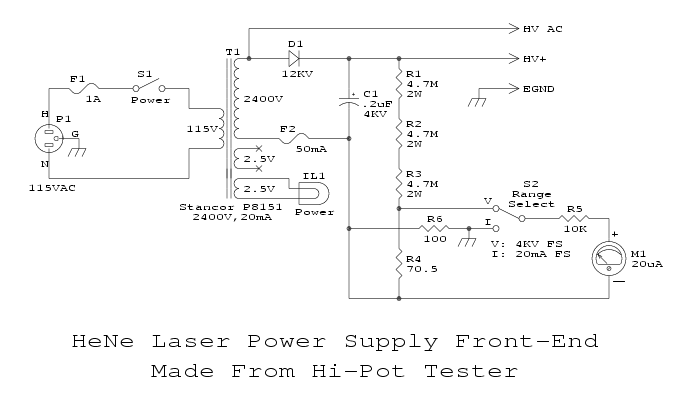 HV AC
D1
T1
HV+
12KV
F1
S1
R1
4.7M
2W
EGND
C1
.2uF
4KV
1A
Power
2400V
H
P1
G
115V
F2
50mA
R2
4.7M
2W
N
2.5V
115VAC
2.5V
IL1
Power
R3
4.7M
2W
S2
Range
Select
Stancor P8151
2400V,20mA
V
R5
10K
R6
100
I
V: 4KV FS
I: 20mA FS
+
M1
20uA
R4
70.5
HeNe Laser Power Supply Front-End
Made From Hi-Pot Tester